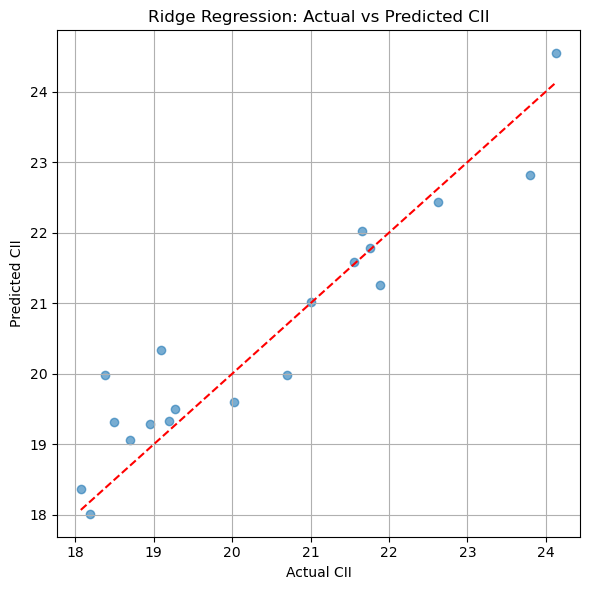 Ridge Regression: Actual vs Predicted CII
24
23
22
21
20
19
18
Predicted CII
18 19 20 21 22 23 24
Actual CII